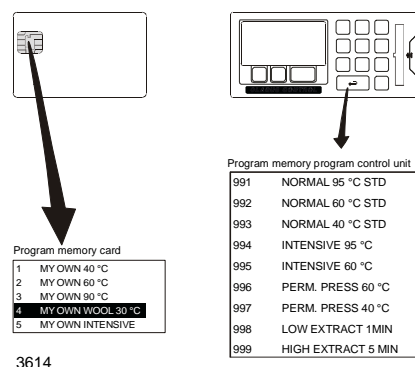 Program memory program control unit
991 NORMAL 95 °C STD
992 NORMAL 60 °C STD
993 NORMAL 40 °C STD
994 INTENSIVE 95 °C
995 INTENSIVE 60 °C
996 PERM. PRESS 60 °C
997 PERM. PRESS 40 °C
998 LOW EXTRACT 1MIN
999 HIGH EXTRACT 5 MIN
Program memory card
1 MY OWN 40 °C
2 MY OWN 60 °C
3 MY OWN 90 °C
4 MY OWN WOOL 30 °C
5 MY OWN INTENSIVE
3614